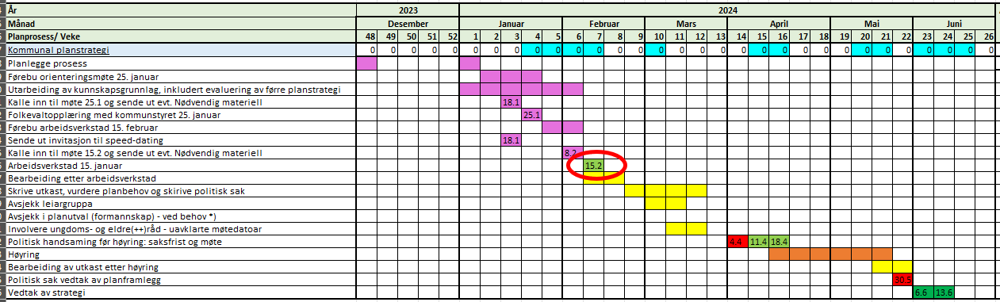 År 2023 2024
Månad Desember Januar Februar Mars April Mai Juni
Planprosess/ Veke 48 49 50 51 52 1 2 3 4 5 6 7 8 9 10 11 12 13 14 15 16 17 18 19 20 21 22 23 24 25 26
Kommunal planstrategi 0 0 0 0 0 0 0 0 0 0 0 0 0 0 0 0 0 0 0 0 0 0 0 0 0 0 0 0 0 0 0
Planlegge prosess
Førebu orienteringsmøte 25. januar
Utarbeiding av kunnskapsgrunnlag, inkludert evaluering av førre planstrategi
Kalle inn til møte 25.1 og sende ut evt. Nødvendig materiell 18.1
Folkevaltopplæring med kommunstyret 25. januar 25.1
Førebu arbeidsverkstad 15. februar
Sende ut invitasjon til speed-dating 18.1
Kalle inn til møte 15.2 og sende ut evt. Nødvendig materiell 8.2
Arbeidsverkstad 15. januar 15.2
Bearbeiding etter arbeidsverkstad
Skrive utkast, vurdere planbehov og skirive politisk sak
Avsjekk leiargruppa
Avsjekk i planutval (formannskap) - ved behov *)
Involvere ungdoms- og eldre(++)råd - uavklarte møtedatoar
Politisk handsaming før høyring: saksfrist og møte 4.4 11.4 18.4
Høyring
Bearbeiding av utkast etter høyring
Politisk sak vedtak av planframlegg 30.5
Vedtak av strategi 6.6 13.6